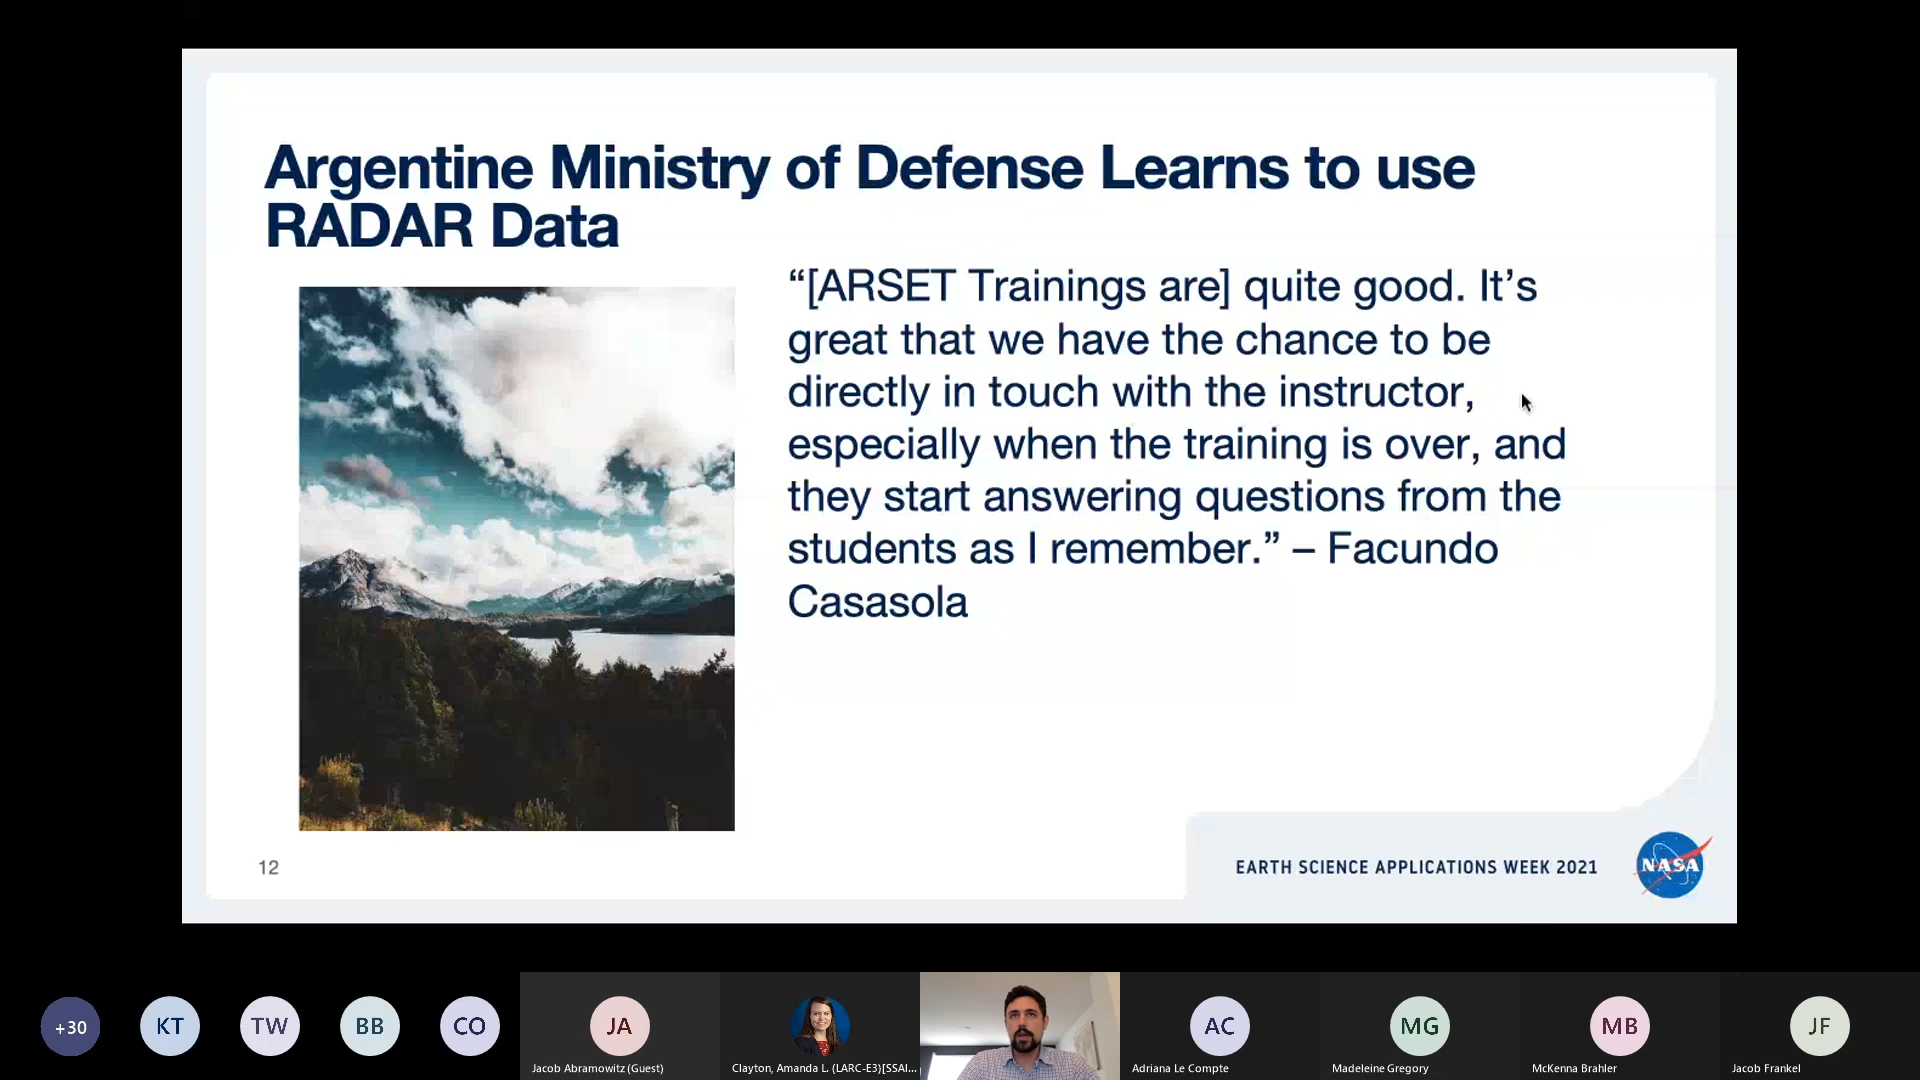 Argentine Ministry of Defense Learns to use
RADAR Data
“[ARSET Trainings are] quite good. It’s
great that we have the chance to be
directly in touch with the instructor,
especially when the training is over, and
they start answering questions from the
students as I remember.” – Facundo
Casasola
12
EARTH SCIENCE APPLICATIONS WEEK 2021
NASA
+30
KT
TW
BB
CO
JA
AC
MG
MB
JF
Jacob Abramowitz (Guest)
Clayton, Amanda L. (LARC-E3)[SSAI...
Adriana Le Compte
Madeleine Gregory
McKenna Brahler
Jacob Frankel